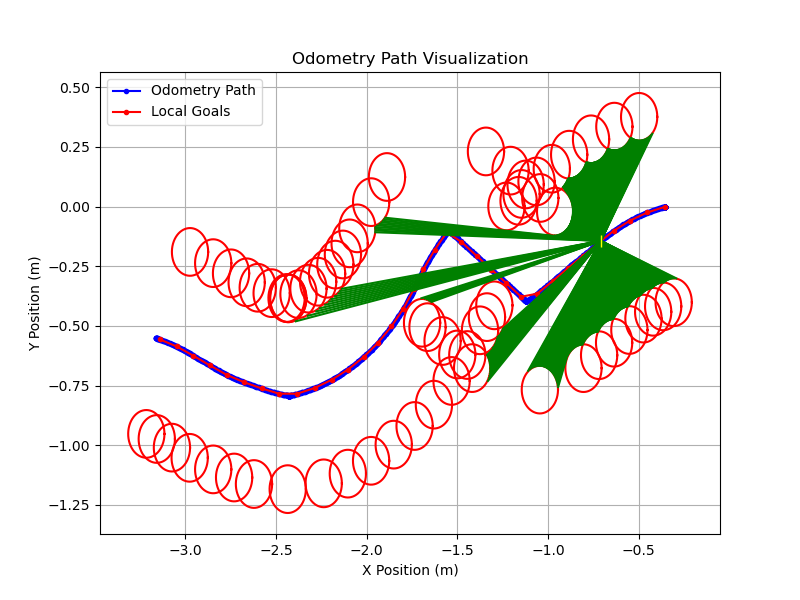 Odometry Path Visualization
Odometry Path
Local Goals
0.50
0.25
0.00
−0.25
−0.50
−0.75
−1.00
−1.25
Y Position (m)
−3.0 −2.5 −2.0 −1.5 −1.0 −0.5
X Position (m)